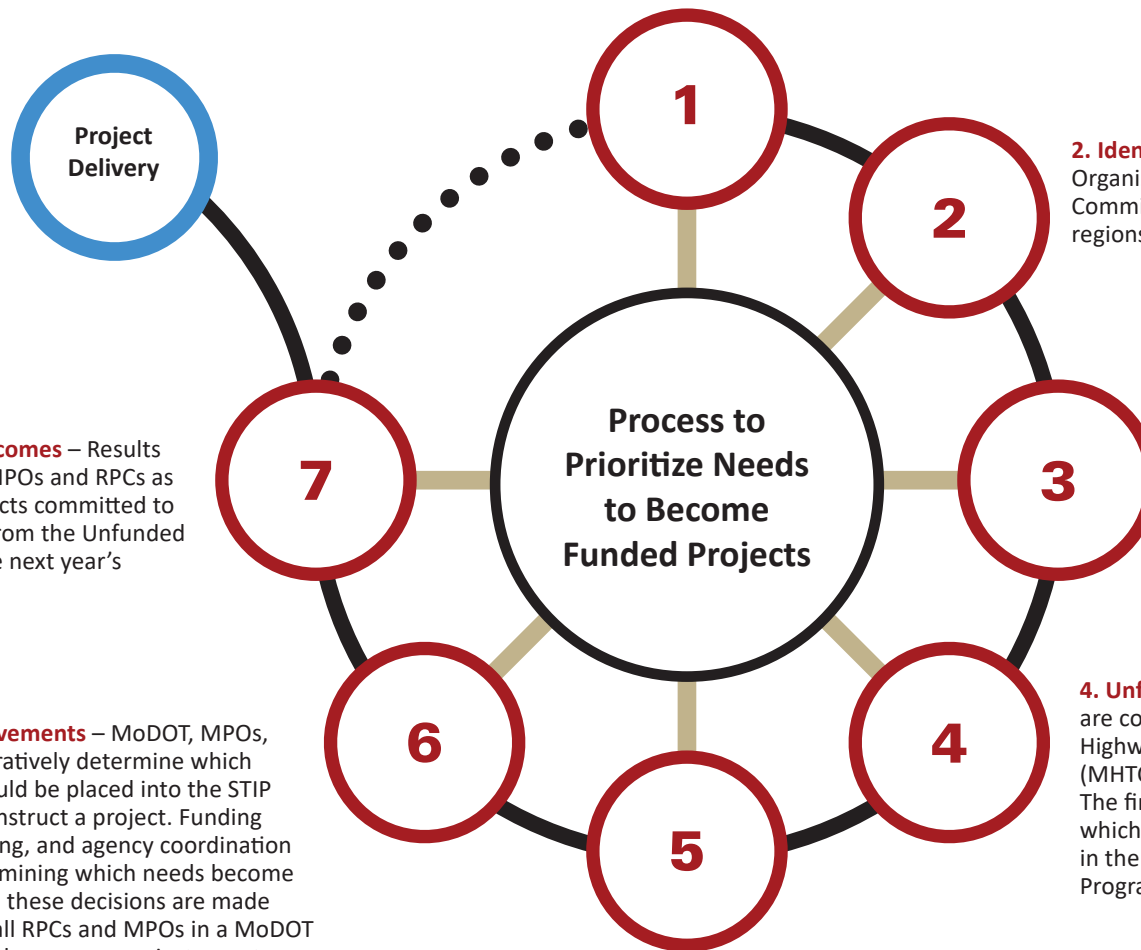 Project
Delivery
1
2
2. Iden
Organi
Commi
regions
3
Process to
Prioritize Needs
to Become
Funded Projects
7
comes – Results
MPOs and RPCs as
cts committed to
rom the Unfunded
e next year's
6
vements – MoDOT, MPOs,
ratively determine which
uld be placed into the STIP
nstruct a project. Funding
ng, and agency coordination
mining which needs become
these decisions are made
all RPCs and MPOs in a MoDOT
5
4
4. Unf
are co
Highw
(MHTC
The fir
which
in the
Progra